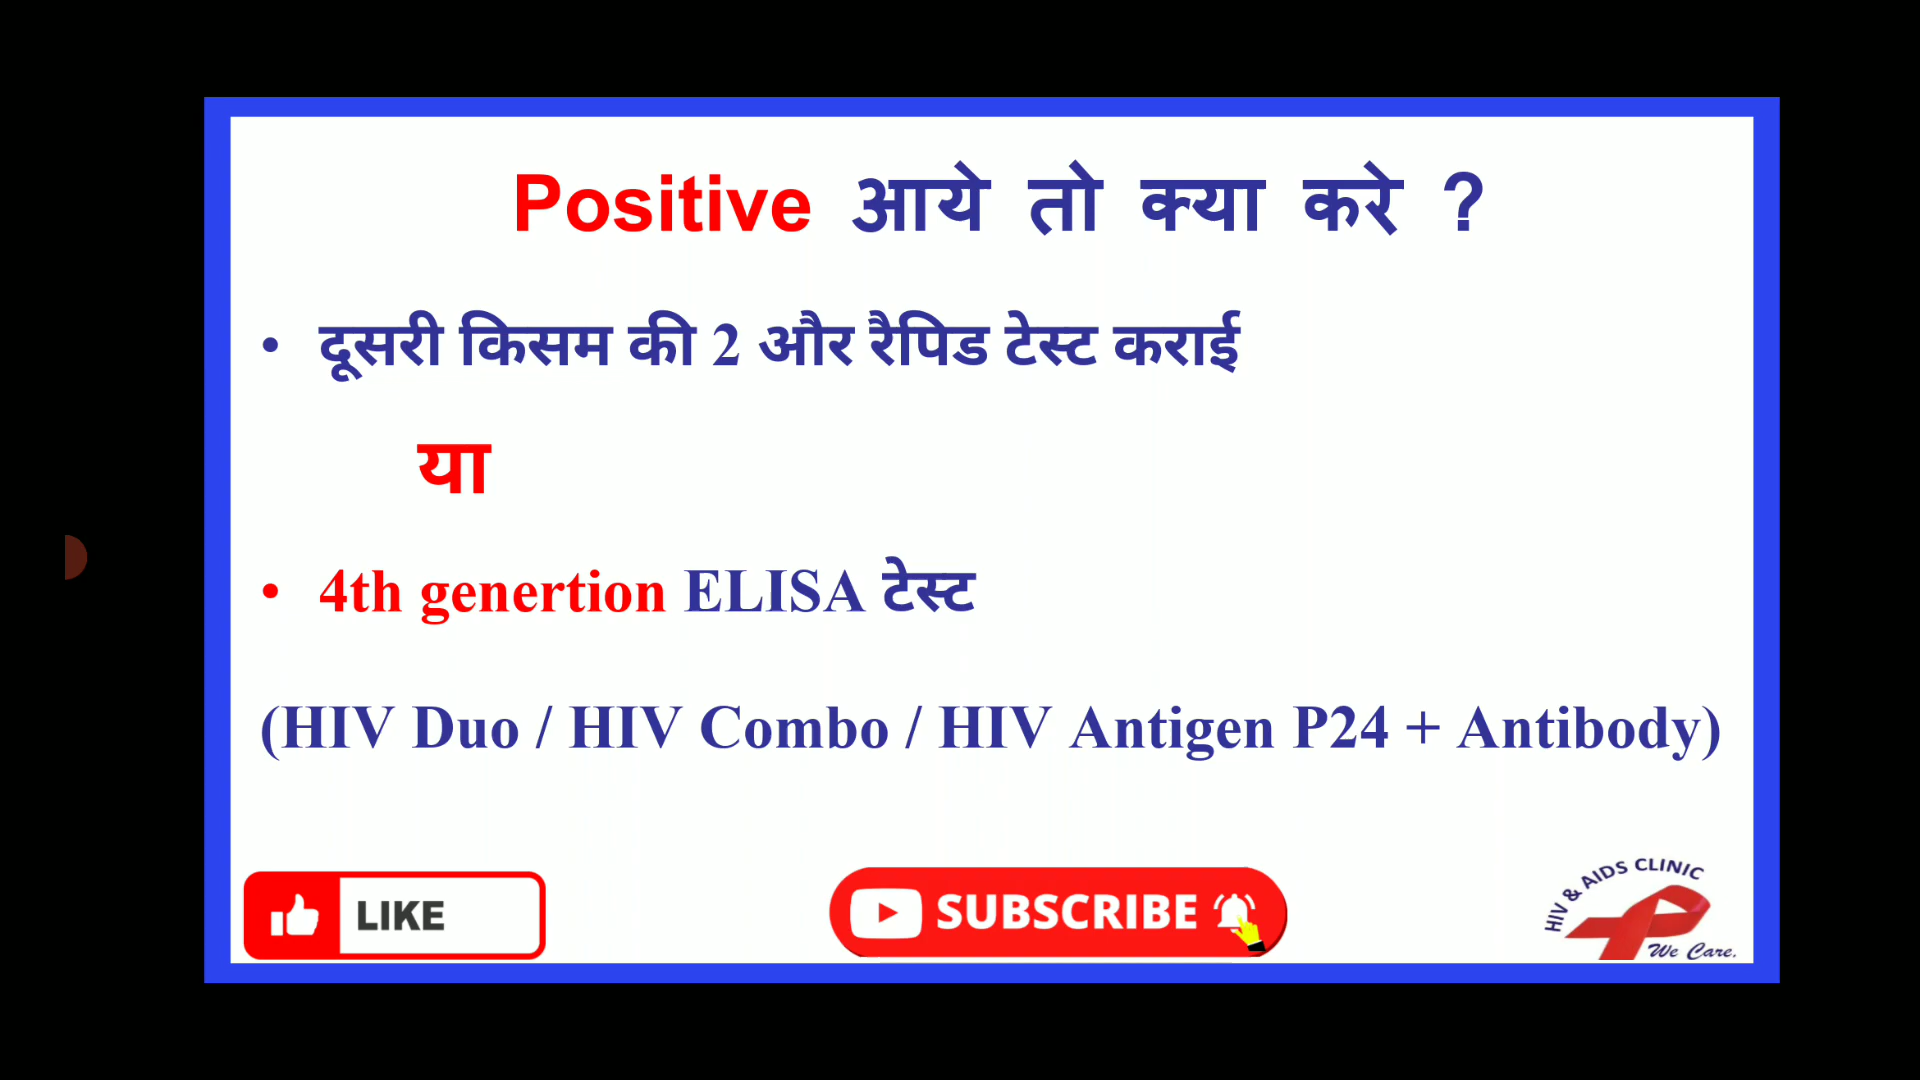 Positive आये तो क्या करे ?
• दूसरी किसम की 2 और रैपिड टेस्ट कराई
या
• 4th genertion ELISA टेस्ट
(HIV Duo / HIV Combo / HIV Antigen P24 + Antibody)
LIKE
SUBSCRIBE
HIV & AIDS CLINIC
We Care.